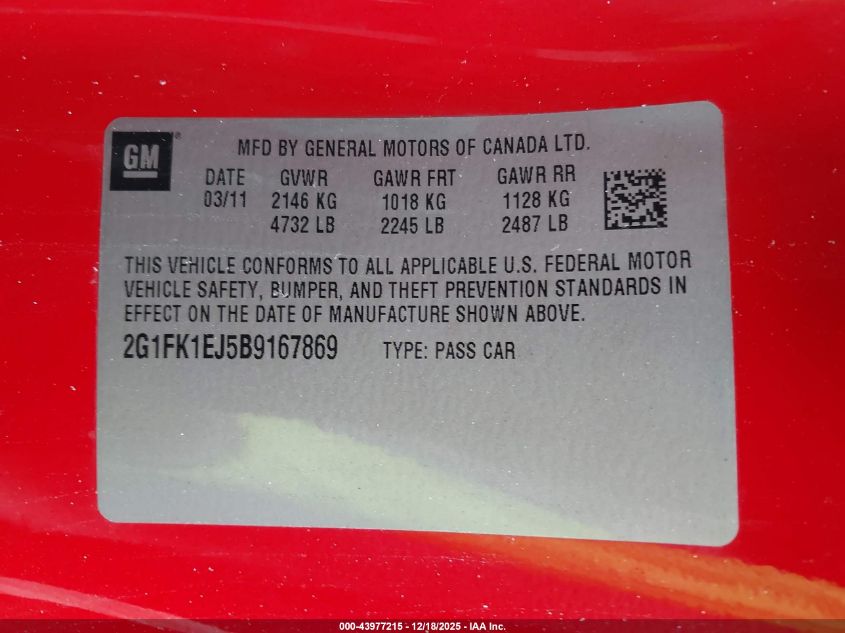 GM ®
MFD BY GENERAL MOTORS OF CANADA LTD.
DATE GVWR GAWR FRT GAWR RR
03/11 2146 KG 1018 KG 1128 KG
4732 LB 2245 LB 2487 LB
THIS VEHICLE CONFORMS TO ALL APPLICABLE U.S. FEDERAL MOTOR
VEHICLE SAFETY, BUMPER, AND THEFT PREVENTION STANDARDS IN
EFFECT ON THE DATE OF MANUFACTURE SHOWN ABOVE.
2G1FK1EJ5B9167869 TYPE: PASS CAR
000-43977215 - 12/18/2025 - IAA Inc.